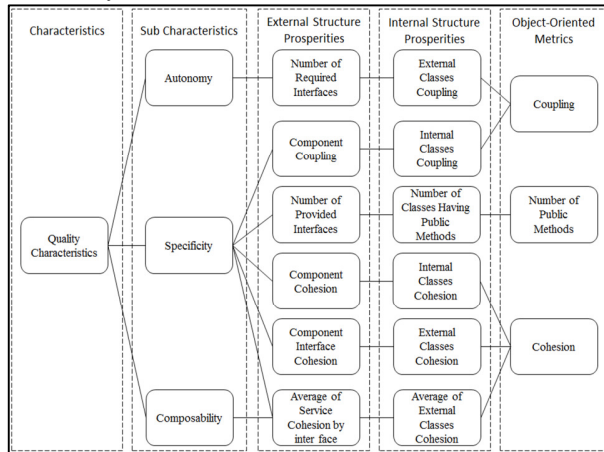 Characteristics
Sub Characteristics
External Structure
Prosperities
Internal Structure
Prosperities
Object-Oriented
Metrics
Autonomy
Number of
Required
Interfaces
External
Classes
Coupling
Coupling
Component
Coupling
Internal
Classes
Coupling
Quality
Characteristics
Specificity
Number of
Provided
Interfaces
Number of
Classes Having
Public
Methods
Number of
Public
Methods
Component
Cohesion
Internal
Classes
Cohesion
Component
Interface
Cohesion
External
Classes
Cohesion
Cohesion
Composability
Average of
Service
Cohesion by
inter face
Average of
External
Classes
Cohesion